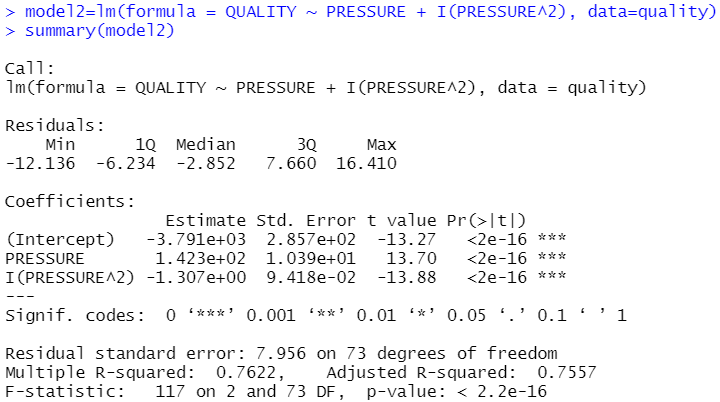 > model2=lm(formula = QUALITY ~ PRESSURE + I(PRESSURE^2), data=quality)
> summary(model2)

Call:
lm(formula = QUALITY ~ PRESSURE + I(PRESSURE^2), data = quality)

Residuals:
    Min      1Q  Median      3Q     Max
-12.136  -6.234  -2.852   7.660  16.410

Coefficients:
                Estimate Std. Error t value Pr(>|t|)
(Intercept)   -3.791e+03  2.857e+02  -13.27   <2e-16 ***
PRESSURE       1.423e+02  1.039e+01   13.70   <2e-16 ***
I(PRESSURE^2) -1.307e+00  9.418e-02  -13.88   <2e-16 ***
---
Signif. codes:  0 ‘***’ 0.001 ‘**’ 0.01 ‘*’ 0.05 ‘.’ 0.1 ‘ ’ 1

Residual standard error: 7.956 on 73 degrees of freedom
Multiple R-squared:  0.7622,    Adjusted R-squared:  0.7557
F-statistic:   117 on 2 and 73 DF,  p-value: < 2.2e-16